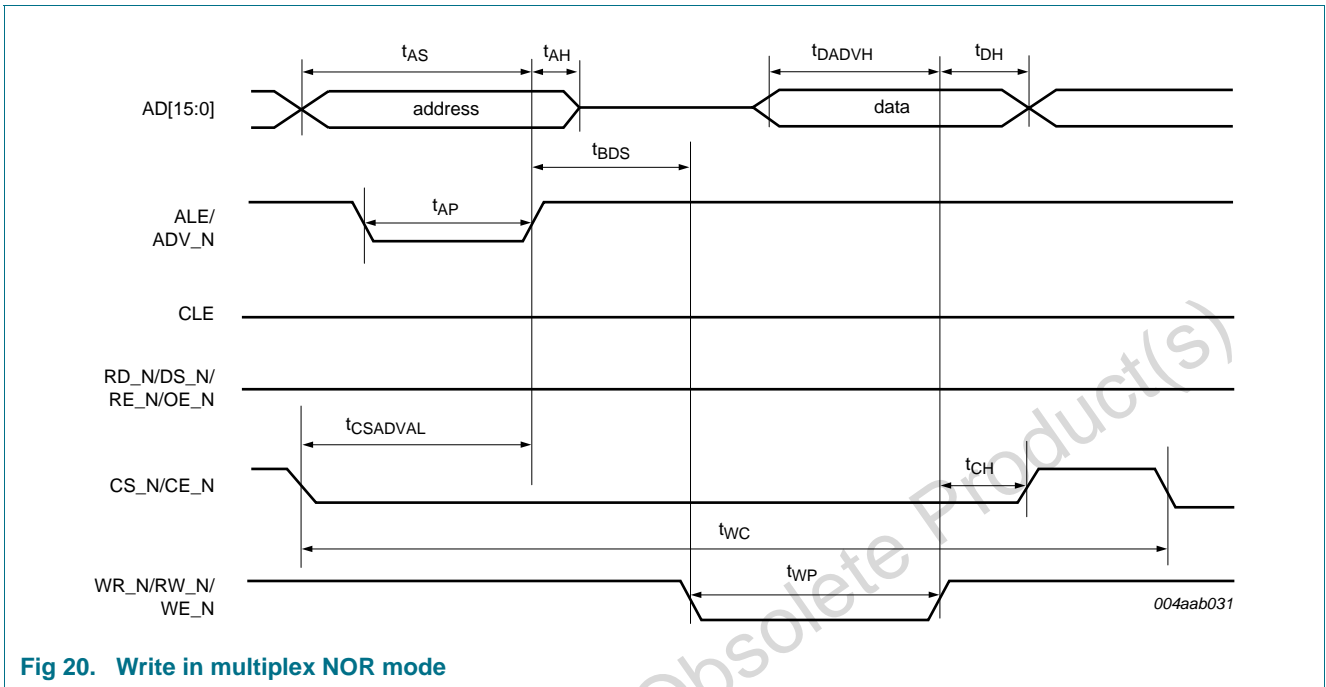 tAS
tAH
tDADVH
tDH
AD[15:0]
address
data
tBDS
ALE/
ADV_N
tAP
CLE
RD_N/DS_N/
RE_N/OE_N
tCSADVAL
CS_N/CE_N
tCH
tWC
WR_N/RW_N/
WE_N
tWP
004aab031
Obsolete Product(s)
Fig 20. Write in multiplex NOR mode